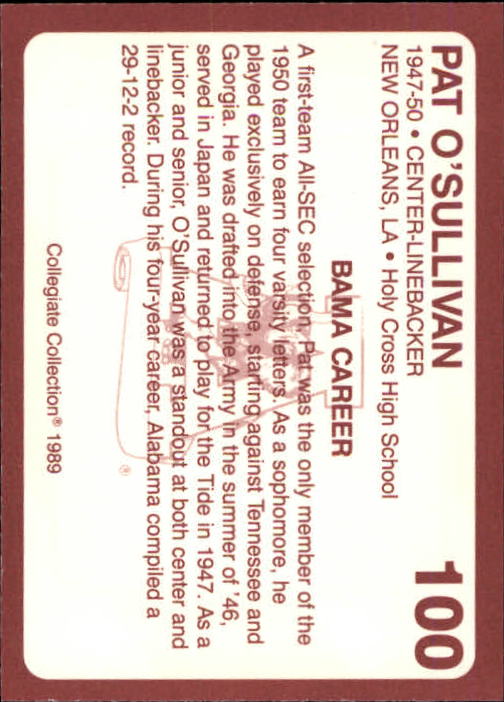 PAT O'SULLIVAN 100
1947-50 • CENTER-LINEBACKER
NEW ORLEANS, LA • Holy Cross High School
BAMA CAREER
A first-team All-SEC selection, Pat was the only member of the
1950 team to earn four varsity letters. As a sophomore, he
played exclusively on defense, starting against Tennessee and
Georgia. He was drafted into the Army in the summer of '46,
served in Japan and returned to play for the Tide in 1947. As a
junior and senior, O'Sullivan was a standout at both center and
linebacker. During his four-year career, Alabama compiled a
29-12-2 record.
®
Collegiate Collection® 1989